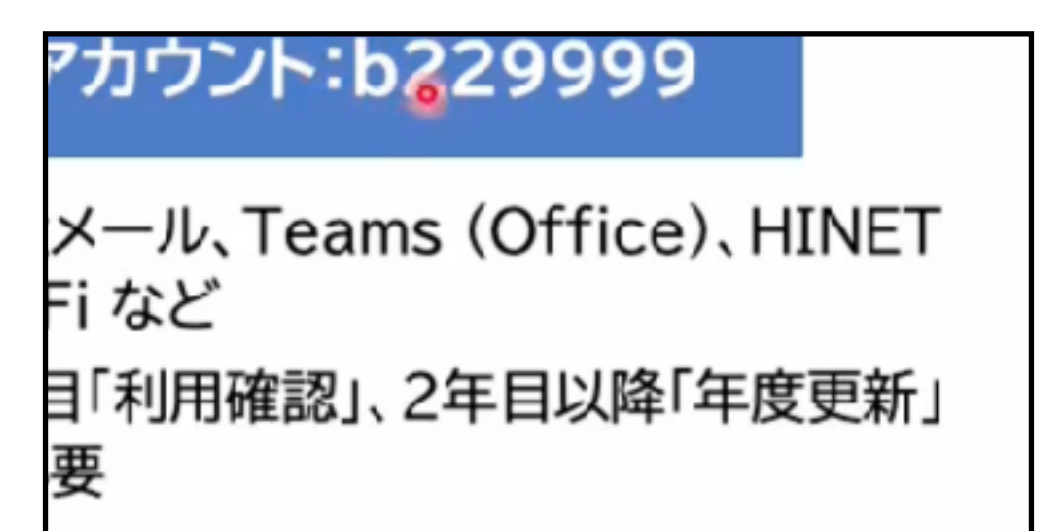 アカウント：b229999
メール、Teams (Office)、HINET
Fi など
目「利用確認」、2年目以降「年度更新」
要